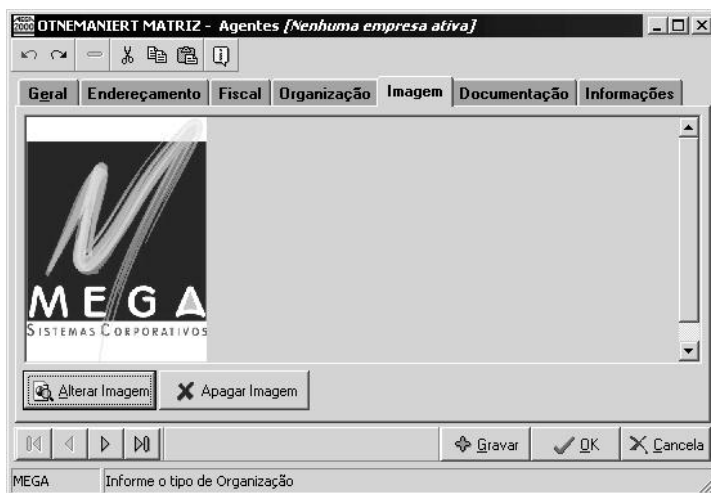 OTNEMANIERT MATRIZ - Agentes [Nenhuma empresa ativa]
Geral Endereçamento Fiscal Organização Imagem Documentação Informações
MEGA
SISTEMAS CORPORATIVOS
Alterar Imagem Apagar Imagem
Gravar OK Cancela
MEGA Informe o tipo de Organização